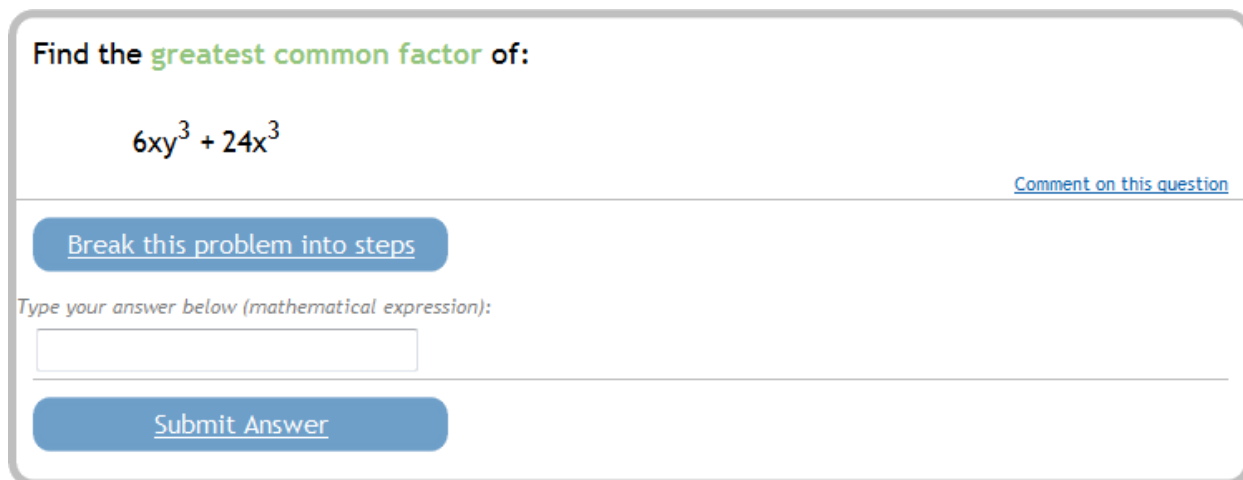 Find the greatest common factor of:
6xy³ + 24x³
Comment on this question
Break this problem into steps
Type your answer below (mathematical expression):
Submit Answer